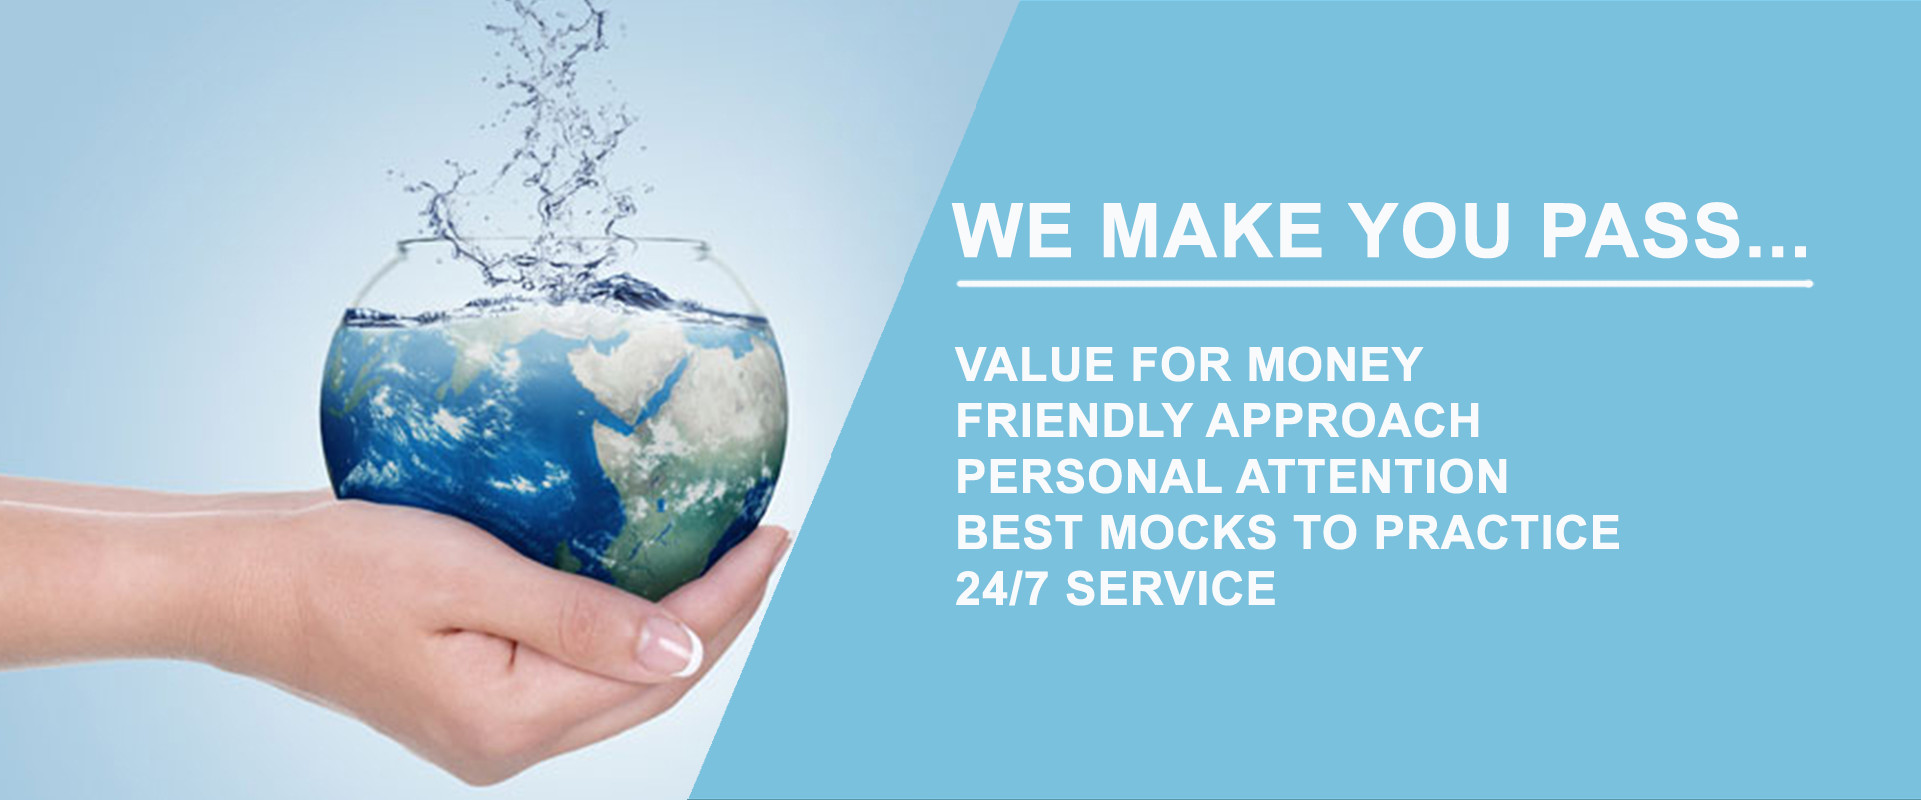 WE MAKE YOU PASS...
VALUE FOR MONEY
FRIENDLY APPROACH
PERSONAL ATTENTION
BEST MOCKS TO PRACTICE
24/7 SERVICE